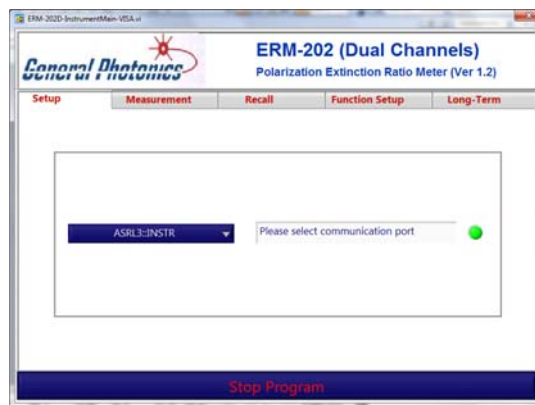 ERM-202D-InstrumentMain-VISA.vi
General Photonics
ERM-202 (Dual Channels)
Polarization Extinction Ratio Meter (Ver 1.2)
Setup
Measurement
Recall
Function Setup
Long-Term
ASRL3::INSTR
Please select communication port
Stop Program